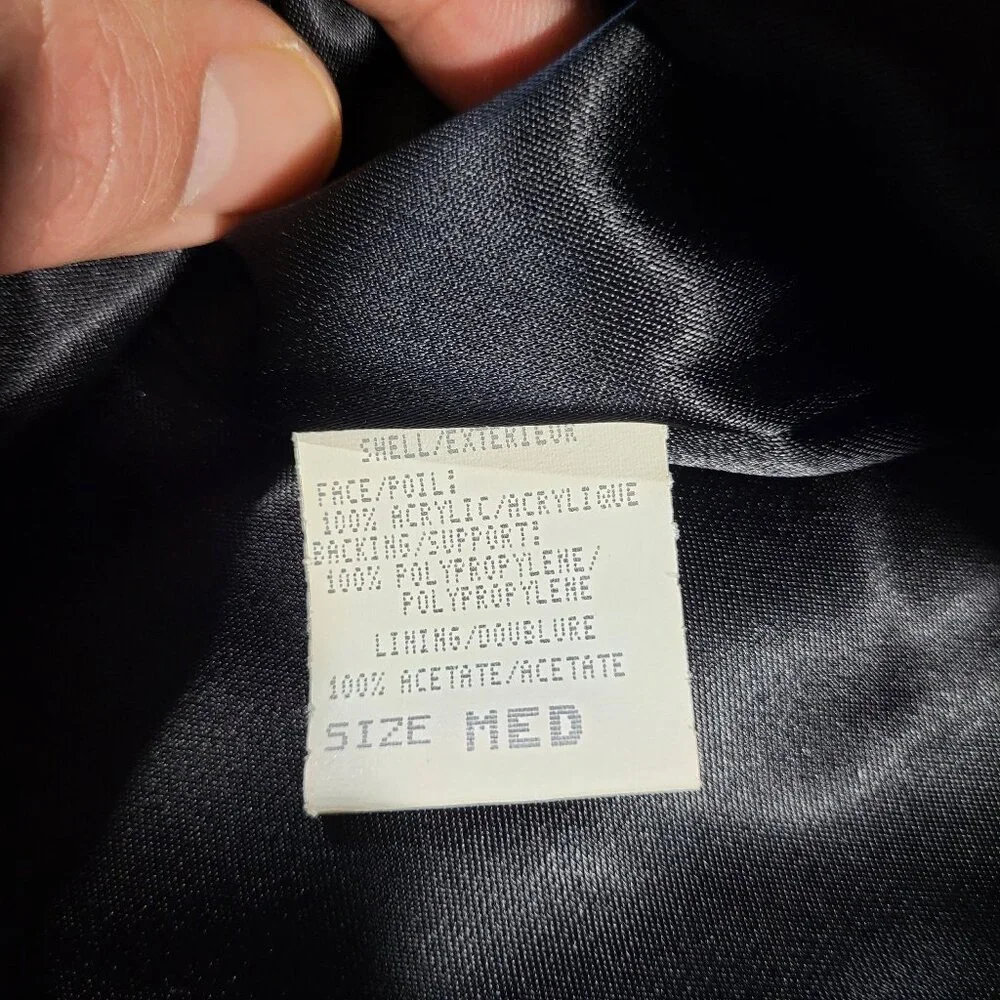 SHELL/EXTERIEUR
FACE/POIL:
100% ACRYLIC/ACRYLIQUE
BACKING/SUPPORT:
100% POLYPROPYLENE/
POLYPROPYLENE
LINING/DOUBLURE
100% ACETATE/ACETATE
SIZE MED